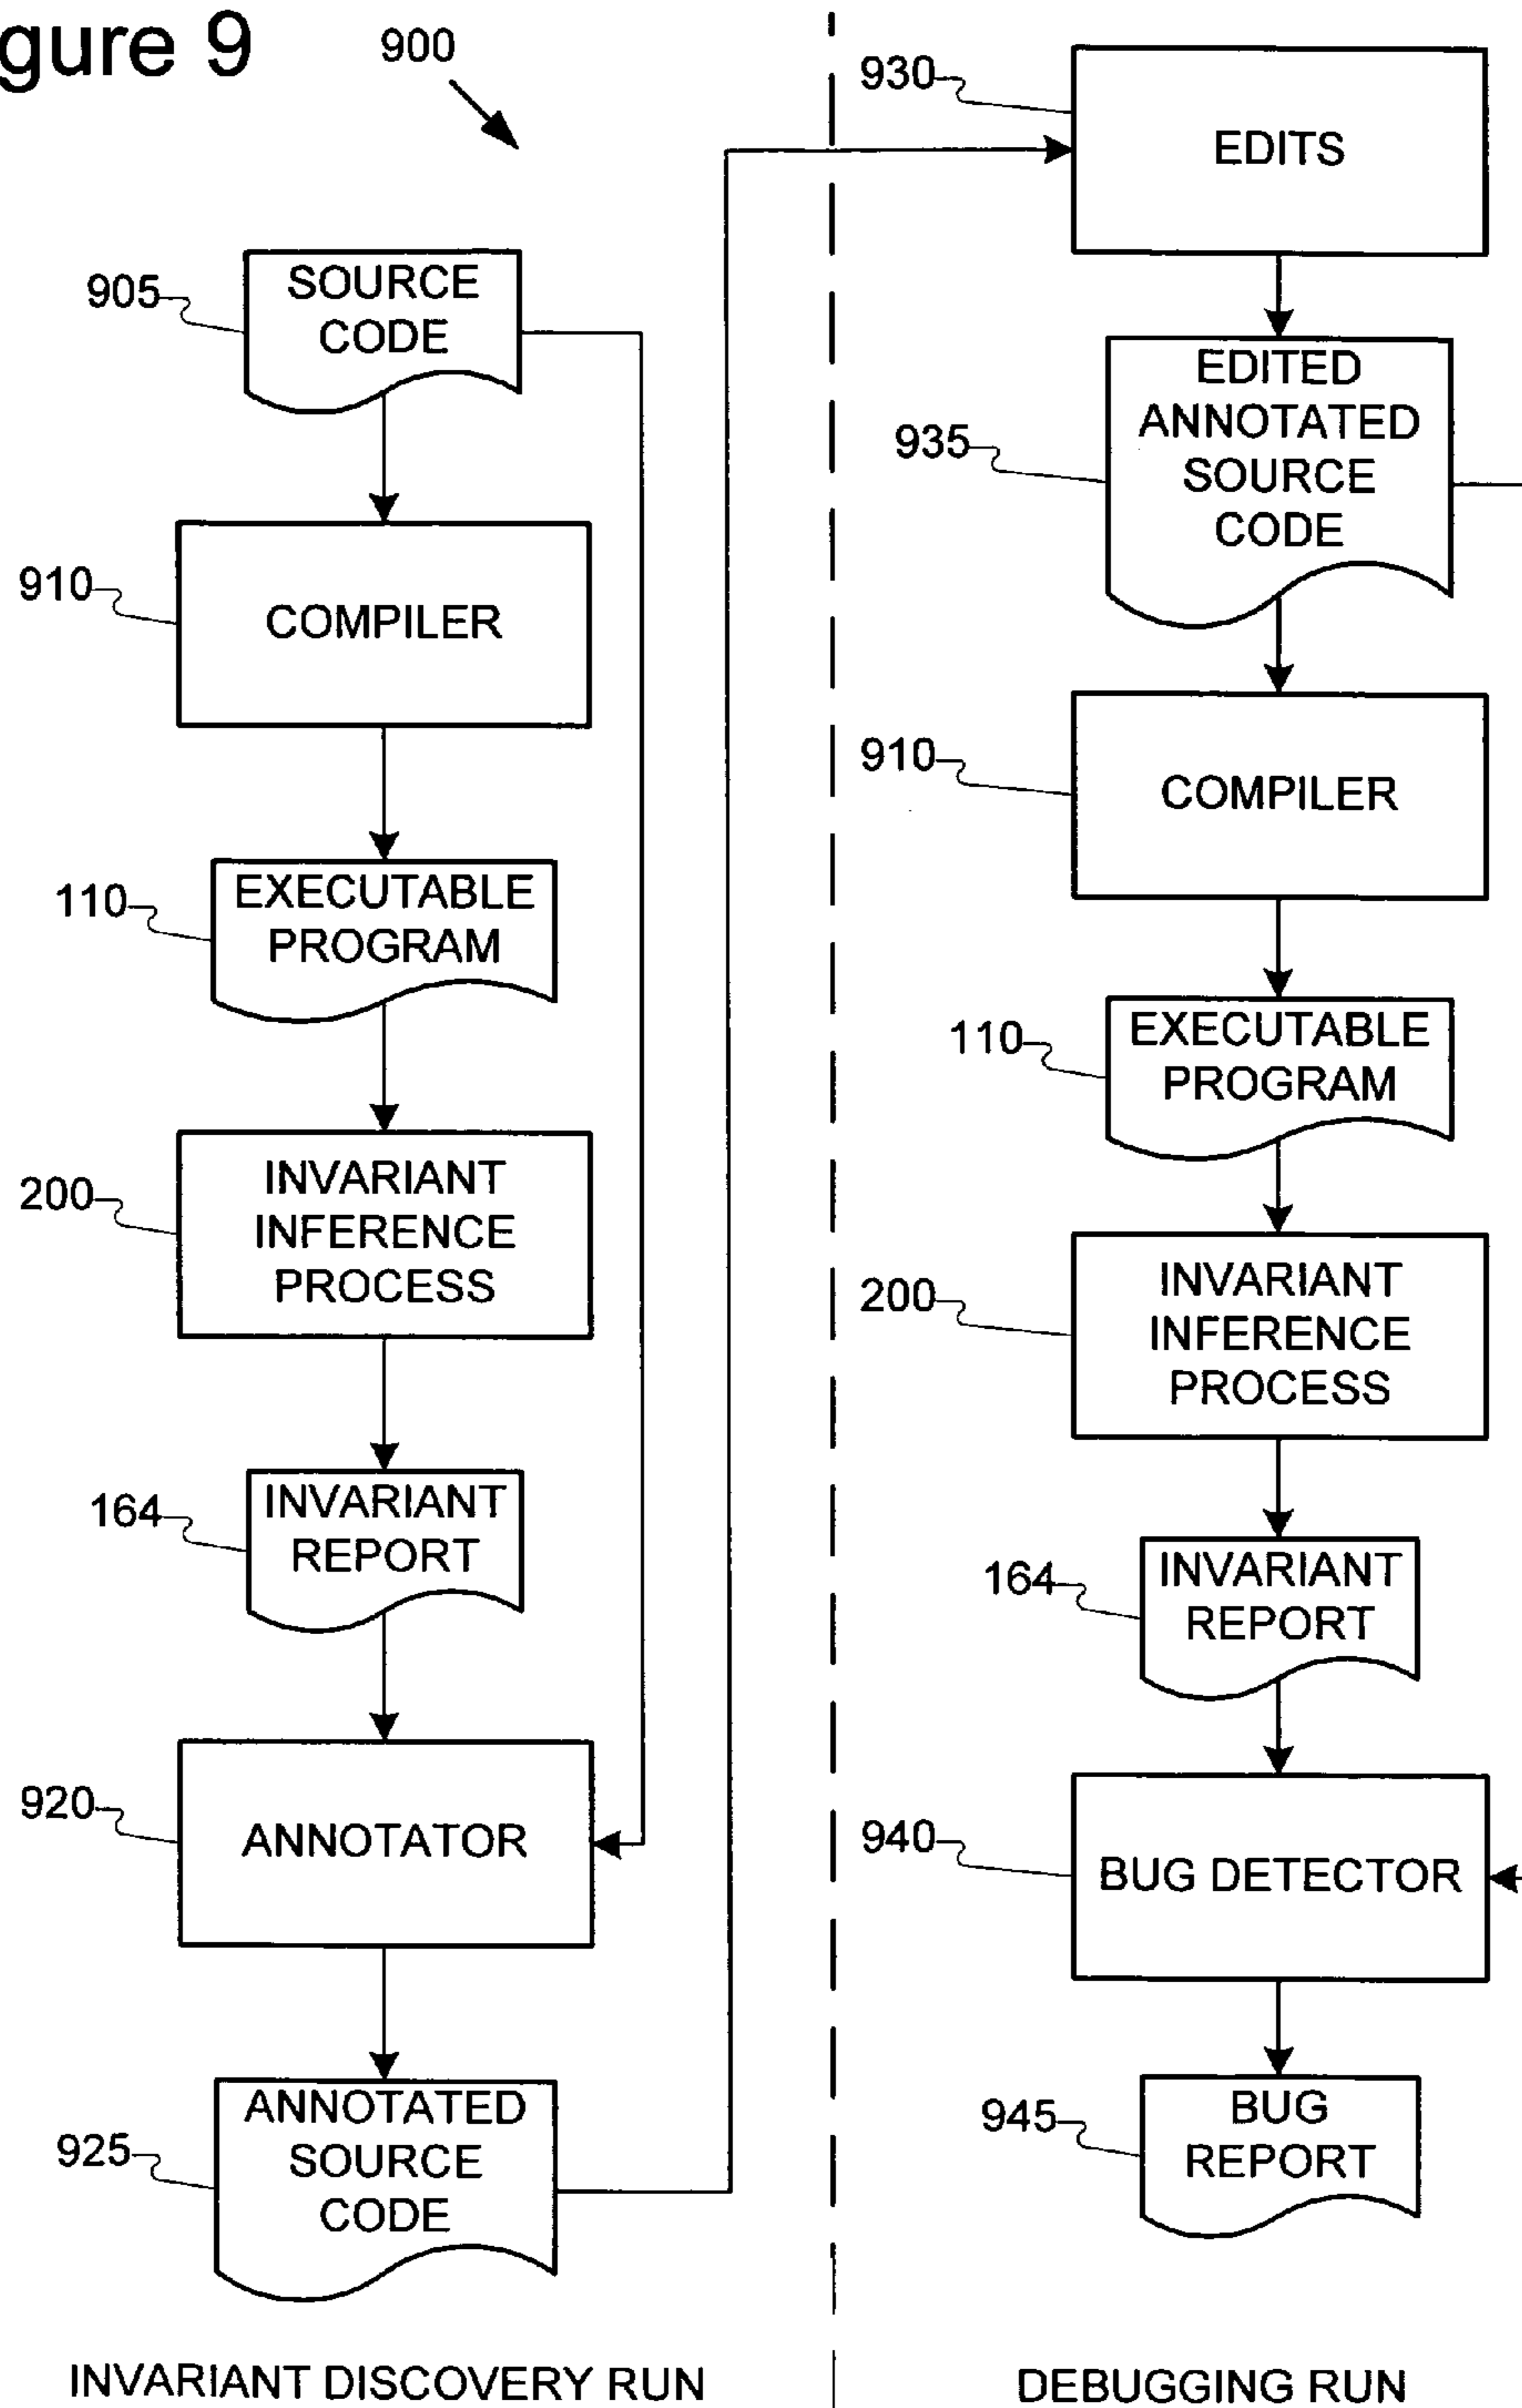 gure 9
900
905
SOURCE
CODE
910
COMPILER
110
EXECUTABLE
PROGRAM
200
INVARIANT
INFERENCE
PROCESS
164
INVARIANT
REPORT
920
ANNOTATOR
925
ANNOTATED
SOURCE
CODE
INVARIANT DISCOVERY RUN
930
EDITS
935
EDITED
ANNOTATED
SOURCE
CODE
910
COMPILER
110
EXECUTABLE
PROGRAM
200
INVARIANT
INFERENCE
PROCESS
164
INVARIANT
REPORT
940
BUG DETECTOR
945
BUG
REPORT
DEBUGGING RUN